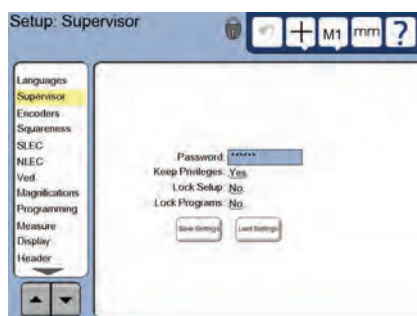 Setup: Supervisor
M1 mm ?
Languages
Supervisor
Encoders
Squareness
SLEC
NLEC
Ved
Magnifications
Programming
Measure
Display
Header
Password: *****
Keep Privileges: Yes
Lock Setup: No
Lock Programs: No
Save Settings
Load Settings